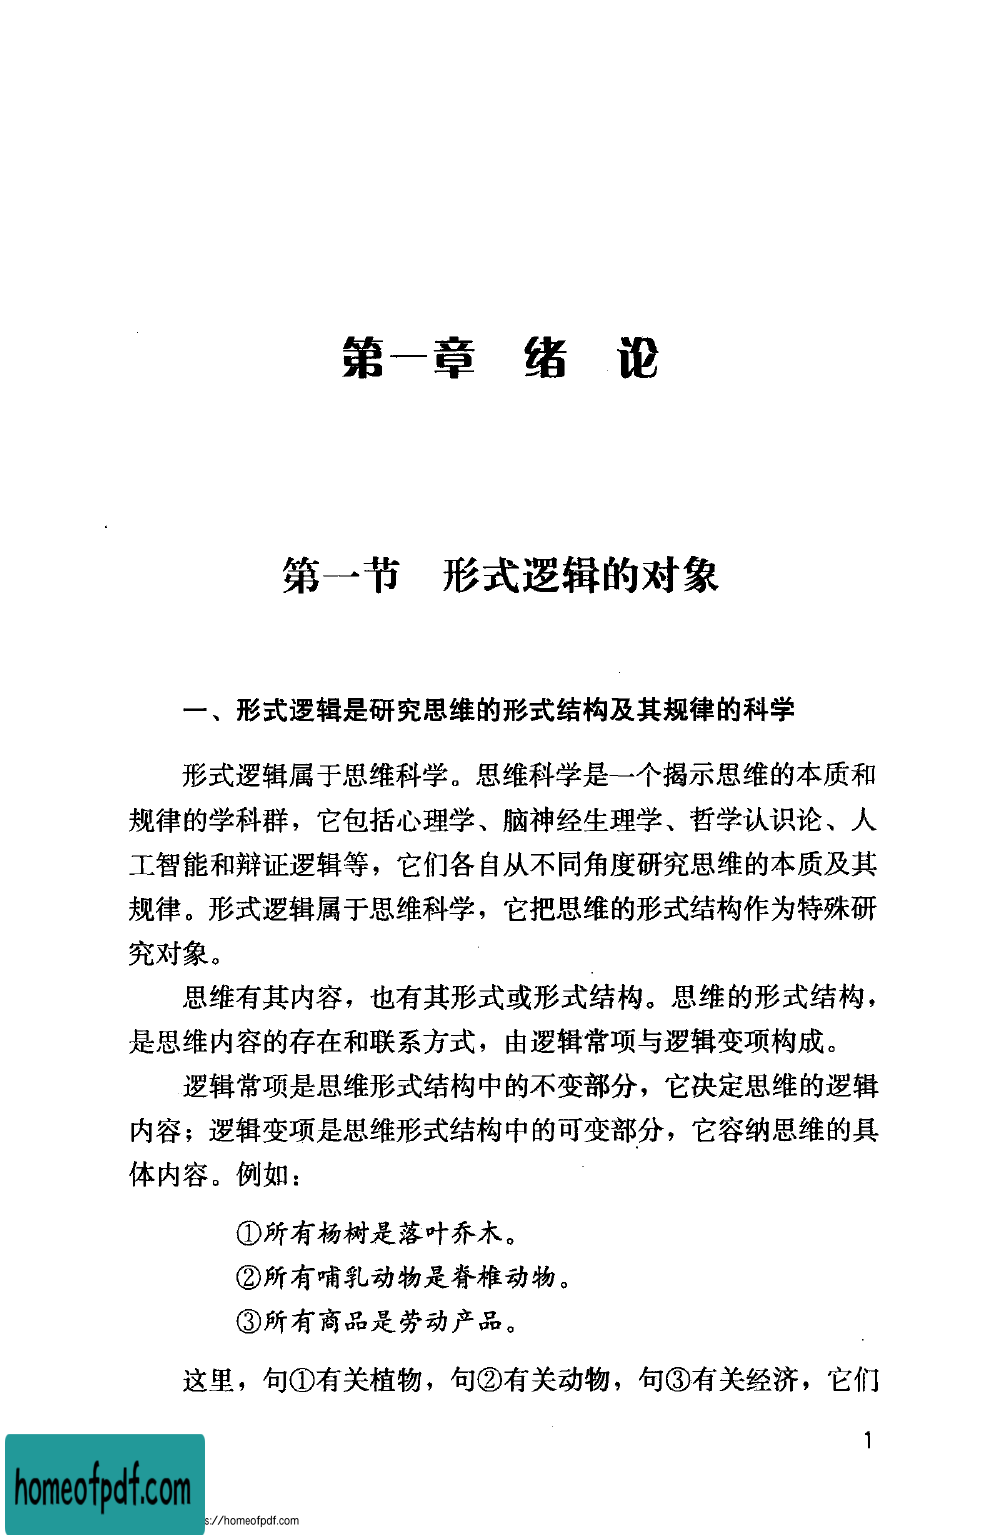 第一章 绪 论
第一节 形式逻辑的对象
一、形式逻辑是研究思维的形式结构及其规律的科学
形式逻辑属于思维科学。思维科学是一个揭示思维的本质和
规律的学科群，它包括心理学、脑神经生理学、哲学认识论、人
工智能和辩证逻辑等，它们各自从不同角度研究思维的本质及其
规律。形式逻辑属于思维科学，它把思维的形式结构作为特殊研
究对象。
思维有其内容，也有其形式或形式结构。思维的形式结构，
是思维内容的存在和联系方式，由逻辑常项与逻辑变项构成。
逻辑常项是思维形式结构中的不变部分，它决定思维的逻辑
内容；逻辑变项是思维形式结构中的可变部分，它容纳思维的具
体内容。例如：
①所有杨树是落叶乔木。
②所有哺乳动物是脊椎动物。
③所有商品是劳动产品。
这里，句①有关植物，句②有关动物，句③有关经济，它们
1
homeofpdf.com
s://homeofpdf.com